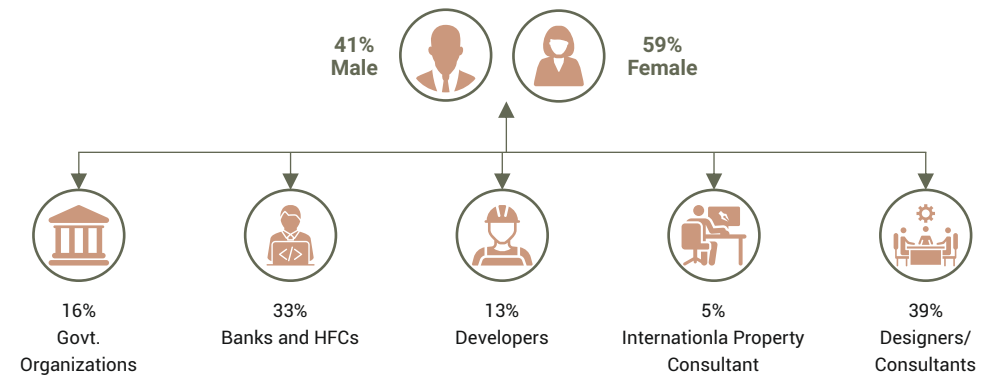 41%
Male
59%
Female
16%
Govt.
Organizations
33%
Banks and HFCs
13%
Developers
5%
Internationla Property
Consultant
39%
Designers/
Consultants
</>